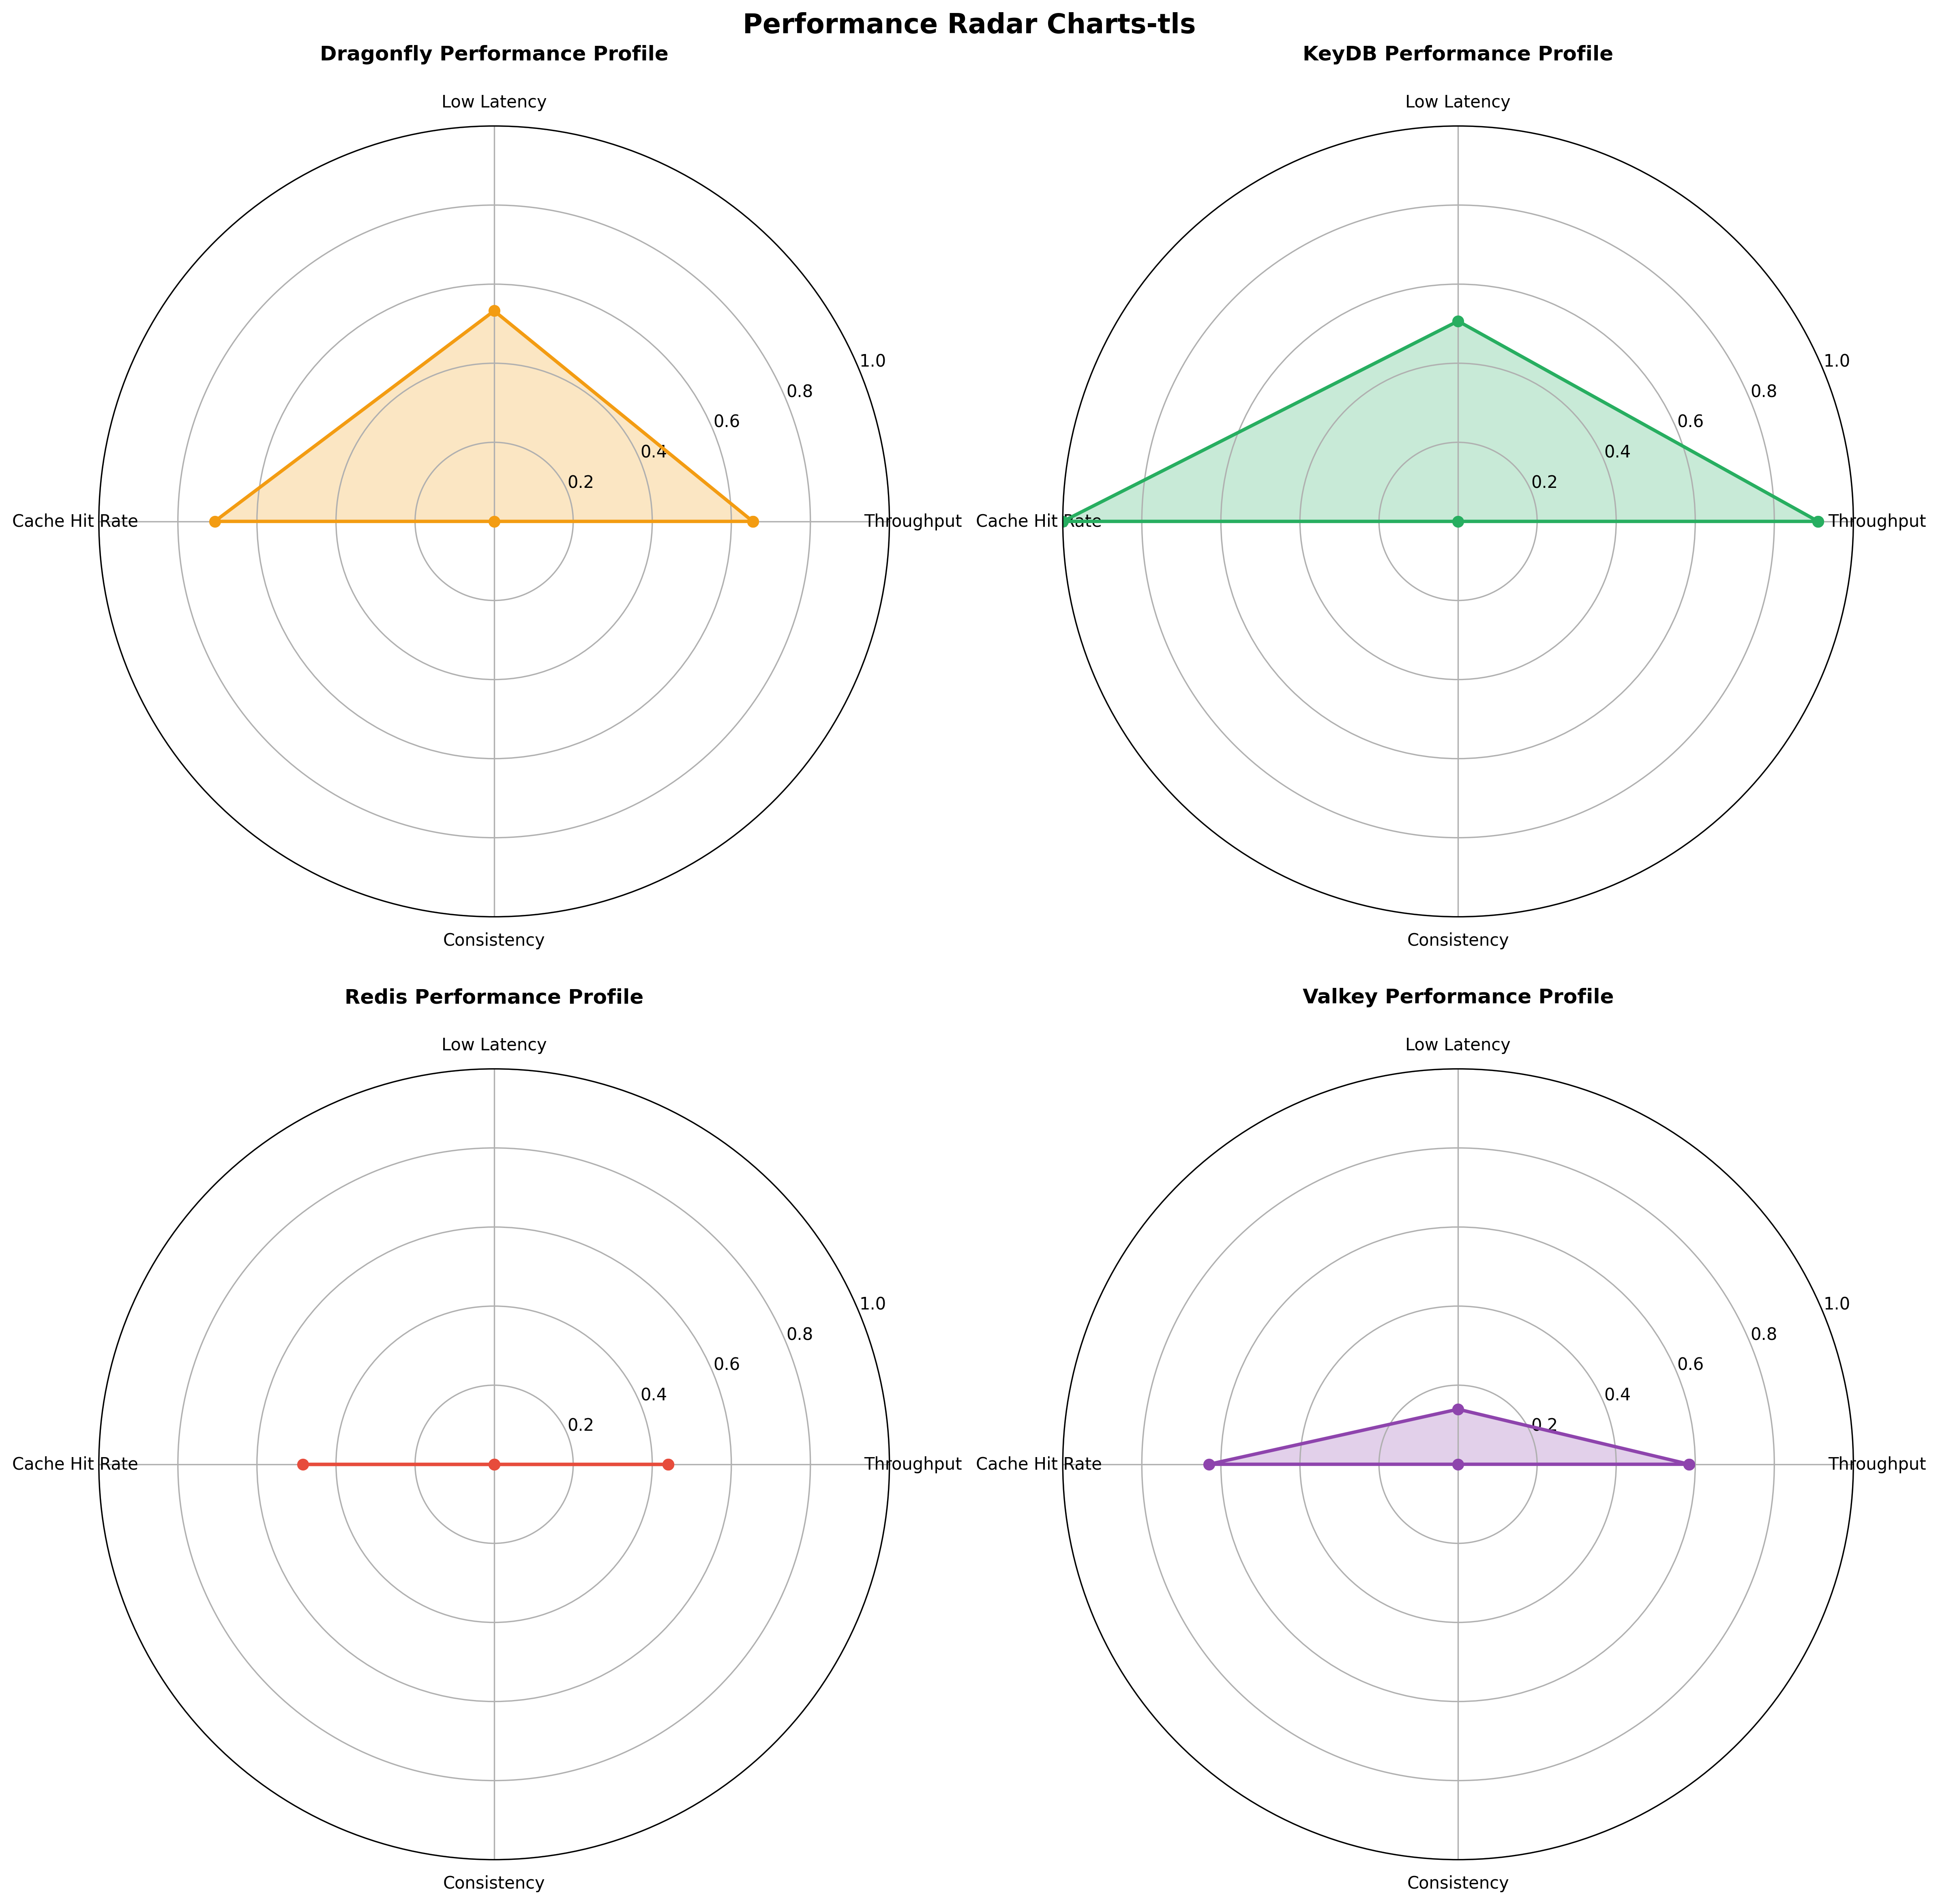 Performance Radar Charts-tls
Dragonfly Performance Profile
Low Latency
1.0
0.8
0.6
0.4
0.2
Cache Hit Rate
Throughput
Consistency
KeyDB Performance Profile
Low Latency
1.0
0.8
0.6
0.4
0.2
Cache Hit Rate
Throughput
Consistency
Redis Performance Profile
Low Latency
1.0
0.8
0.6
0.4
0.2
Cache Hit Rate
Throughput
Consistency
Valkey Performance Profile
Low Latency
1.0
0.8
0.6
0.4
0.2
Cache Hit Rate
Throughput
Consistency